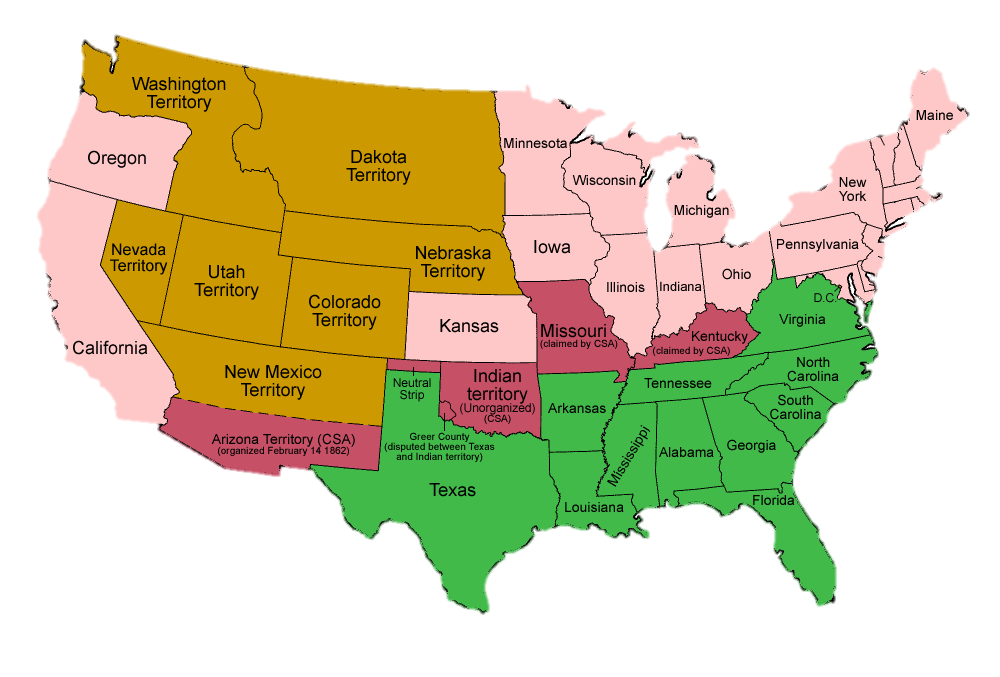 Washington
Territory
Maine
Minnesota
Oregon
Dakota
Territory
Wisconsin
New
York
Michigan
Nevada
Territory
Nebraska
Territory
Iowa
Pennsylvania
Utah
Territory
Ohio
Illinois
Indiana
Colorado
Territory
D.C.
Virginia
Kansas
Missouri
(claimed by CSA)
Kentucky
(claimed by CSA)
California
New Mexico
Territory
Neutral
Strip
Indian
territory
(Unorganized)
(CSA)
Tennessee
North
Carolina
Arkansas
South
Carolina
Arizona Territory (CSA)
(organized February 14 1862)
Greer County
(disputed between Texas
and Indian territory)
Mississippi
Alabama
Georgia
Texas
Louisiana
Florida